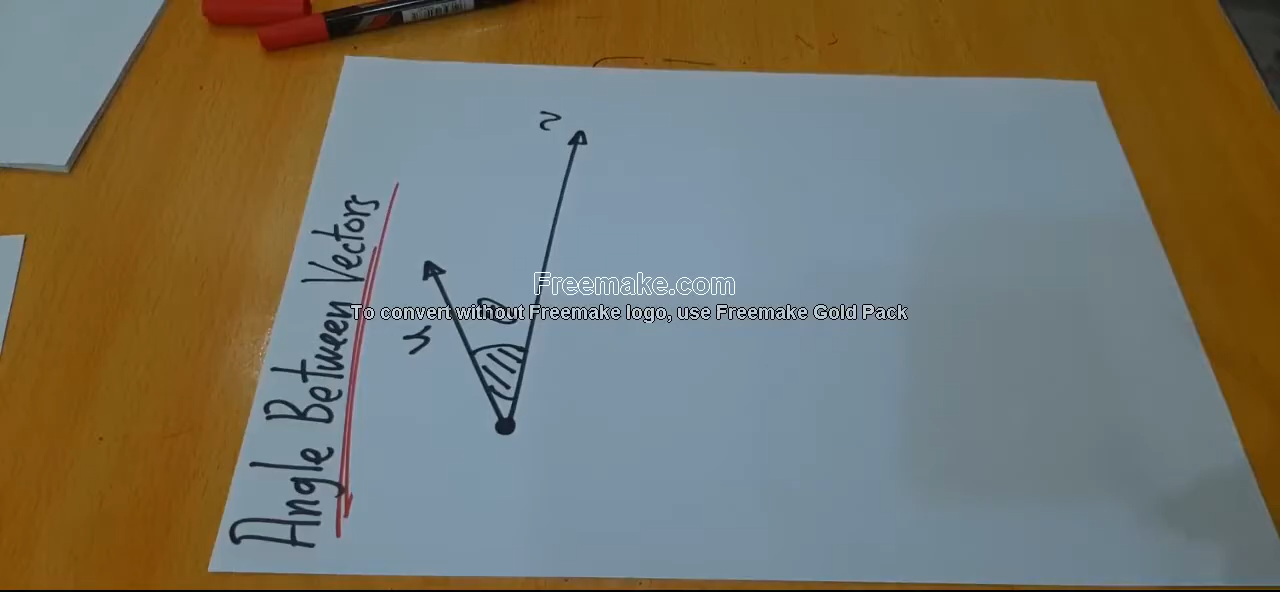 Angle Between Vectors
u
θ
v
Freemake.com
To convert without Freemake logo, use Freemake Gold Pack